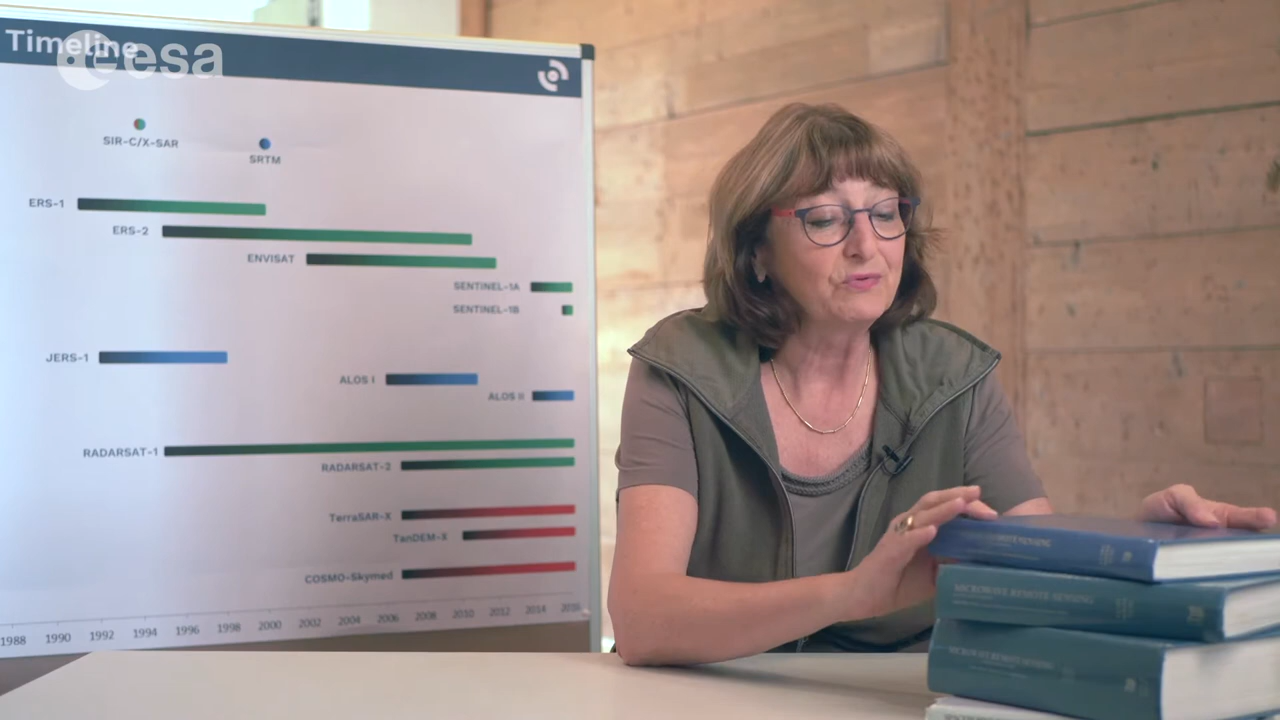 Timeline
esa
SIR-C/X-SAR
SRTM
ERS-1
ERS-2
ENVISAT
SENTINEL-1A
SENTINEL-1B
JERS-1
ALOS I
ALOS II
RADARSAT-1
RADARSAT-2
TerraSAR-X
TanDEM-X
COSMO-Skymed
1988 1990 1992 1994 1996 1998 2000 2002 2004 2006 2008 2010 2012 2014 2016
REMOTE SENSING
MICROWAVE REMOTE SENSING
MICROWAVE REMOTE SENSING